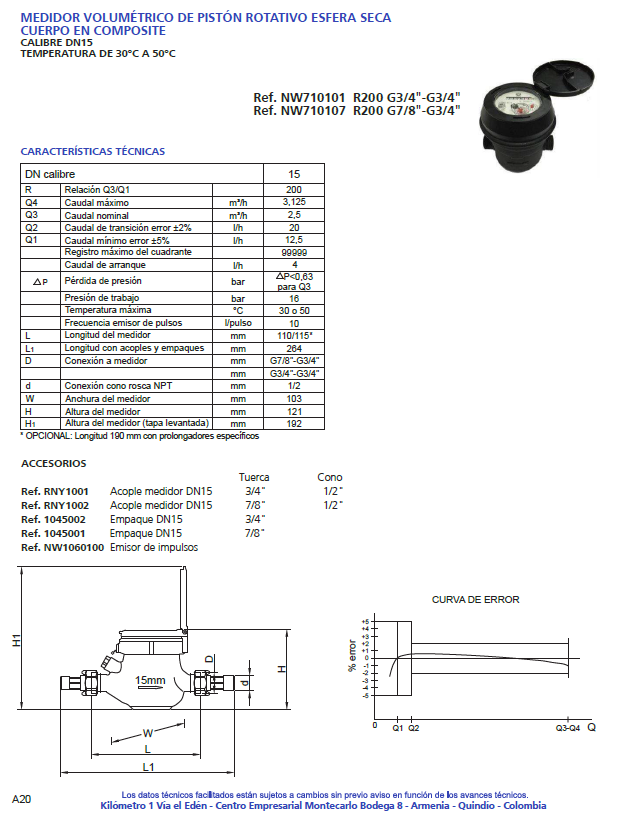 MEDIDOR VOLUMÉTRICO DE PISTÓN ROTATIVO ESFERA SECA
CUERPO EN COMPOSITE
CALIBRE DN15
TEMPERATURA DE 30°C A 50°C
Ref. NW710101 R200 G3/4"-G3/4"
Ref. NW710107 R200 G7/8"-G3/4"
CARACTERÍSTICAS TÉCNICAS
DN calibre 15
R Relación Q3/Q1 200
Q4 Caudal máximo m³/h 3,125
Q3 Caudal nominal m³/h 2,5
Q2 Caudal de transición error ±2% l/h 20
Q1 Caudal mínimo error ±5% l/h 12,5
Registro máximo del cuadrante 99999
Caudal de arranque l/h 4
△P Pérdida de presión bar △P<0,63
para Q3
Presión de trabajo bar 16
Temperatura máxima °C 30 o 50
Frecuencia emisor de pulsos l/pulso 10
L Longitud del medidor mm 110/115*
L1 Longitud con acoples y empaques mm 264
D Conexión a medidor mm G7/8"-G3/4"
mm G3/4"-G3/4"
d Conexión cono rosca NPT mm 1/2
W Anchura del medidor mm 103
H Altura del medidor mm 121
H1 Altura del medidor (tapa levantada) mm 192
* OPCIONAL: Longitud 190 mm con prolongadores específicos
ACCESORIOS
Tuerca Cono
Ref. RNY1001 Acople medidor DN15 3/4" 1/2"
Ref. RNY1002 Acople medidor DN15 7/8" 1/2"
Ref. 1045002 Empaque DN15 3/4"
Ref. 1045001 Empaque DN15 7/8"
Ref. NW1060100 Emisor de impulsos
H1
H
D
d
15mm
W
L
L1
CURVA DE ERROR
% error
+5
+4
+3
+2
+1
0
-1
-2
-3
-4
-5
0 Q1 Q2 Q3-Q4 Q
A20
Los datos técnicos facilitados están sujetos a cambios sin previo aviso en función de los avances técnicos.
Kilómetro 1 Vía el Edén - Centro Empresarial Montecarlo Bodega 8 - Armenia - Quindío - Colombia